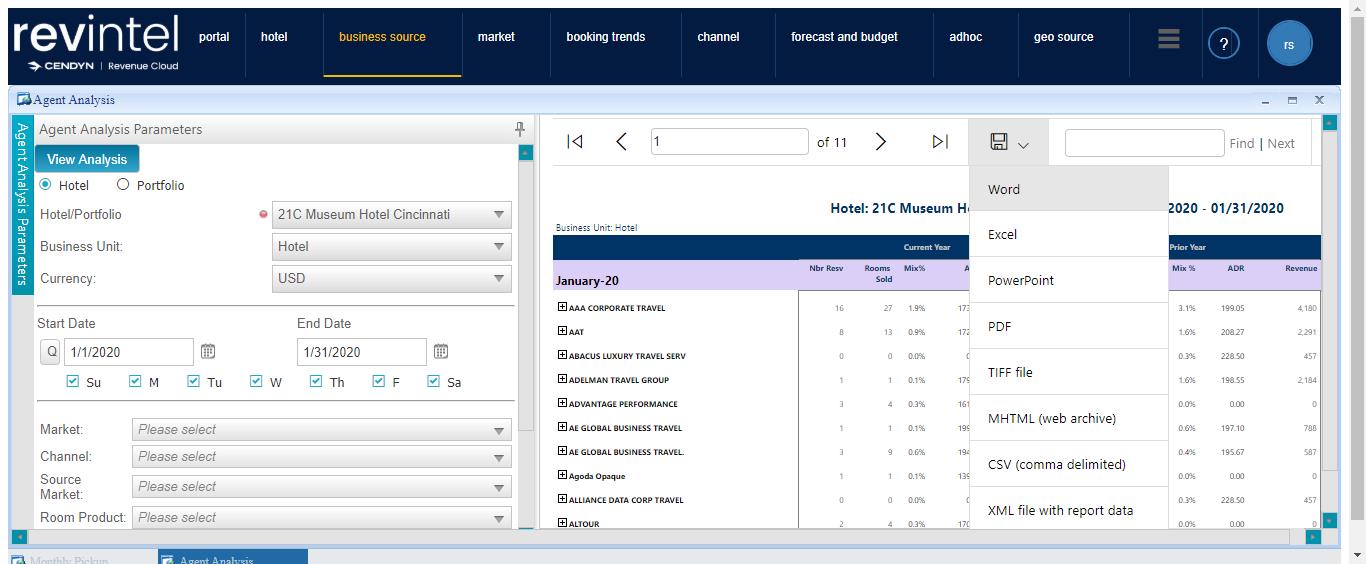 revintel
CENDYN | Revenue Cloud
portal hotel business source market booking trends channel forecast and budget adhoc geo source ? rs
Agent Analysis
Agent Analysis Parameters
Agent Analysis Parameters
View Analysis
Hotel Portfolio
Hotel/Portfolio 21C Museum Hotel Cincinnati
Business Unit: Hotel
Currency: USD
Start Date End Date
Q 1/1/2020 1/31/2020
Su M Tu W Th F Sa
Market: Please select
Channel: Please select
Source Market: Please select
Room Product: Please select
1 of 11 Find | Next
Word
Excel
PowerPoint
PDF
TIFF file
MHTML (web archive)
CSV (comma delimited)
XML file with report data
Hotel: 21C Museum H 2020 - 01/31/2020
Business Unit: Hotel
Current Year Prior Year
January-20 Nbr Resv Rooms Sold Mix% A Mix % ADR Revenue
AAA CORPORATE TRAVEL 16 27 1.9% 173 3.1% 199.05 4,180
AAT 8 13 0.9% 172 1.6% 208.27 2,291
ABACUS LUXURY TRAVEL SERV 0 0 0.0% 0.3% 228.50 457
ADELMAN TRAVEL GROUP 1 1 0.1% 179 1.6% 198.55 2,184
ADVANTAGE PERFORMANCE 3 4 0.3% 161 0.0% 0.00 0
AE GLOBAL BUSINESS TRAVEL 1 1 0.1% 199 0.6% 197.10 788
AE GLOBAL BUSINESS TRAVEL. 3 9 0.6% 194 0.4% 195.67 587
Agoda Opaque 1 1 0.1% 139 0.0% 0.00 0
ALLIANCE DATA CORP TRAVEL 0 0 0.0% 0.3% 228.50 457
ALTOUR 2 4 0.3% 170 0.0% 0.00 0
Monthly Pickup Agent Analysis